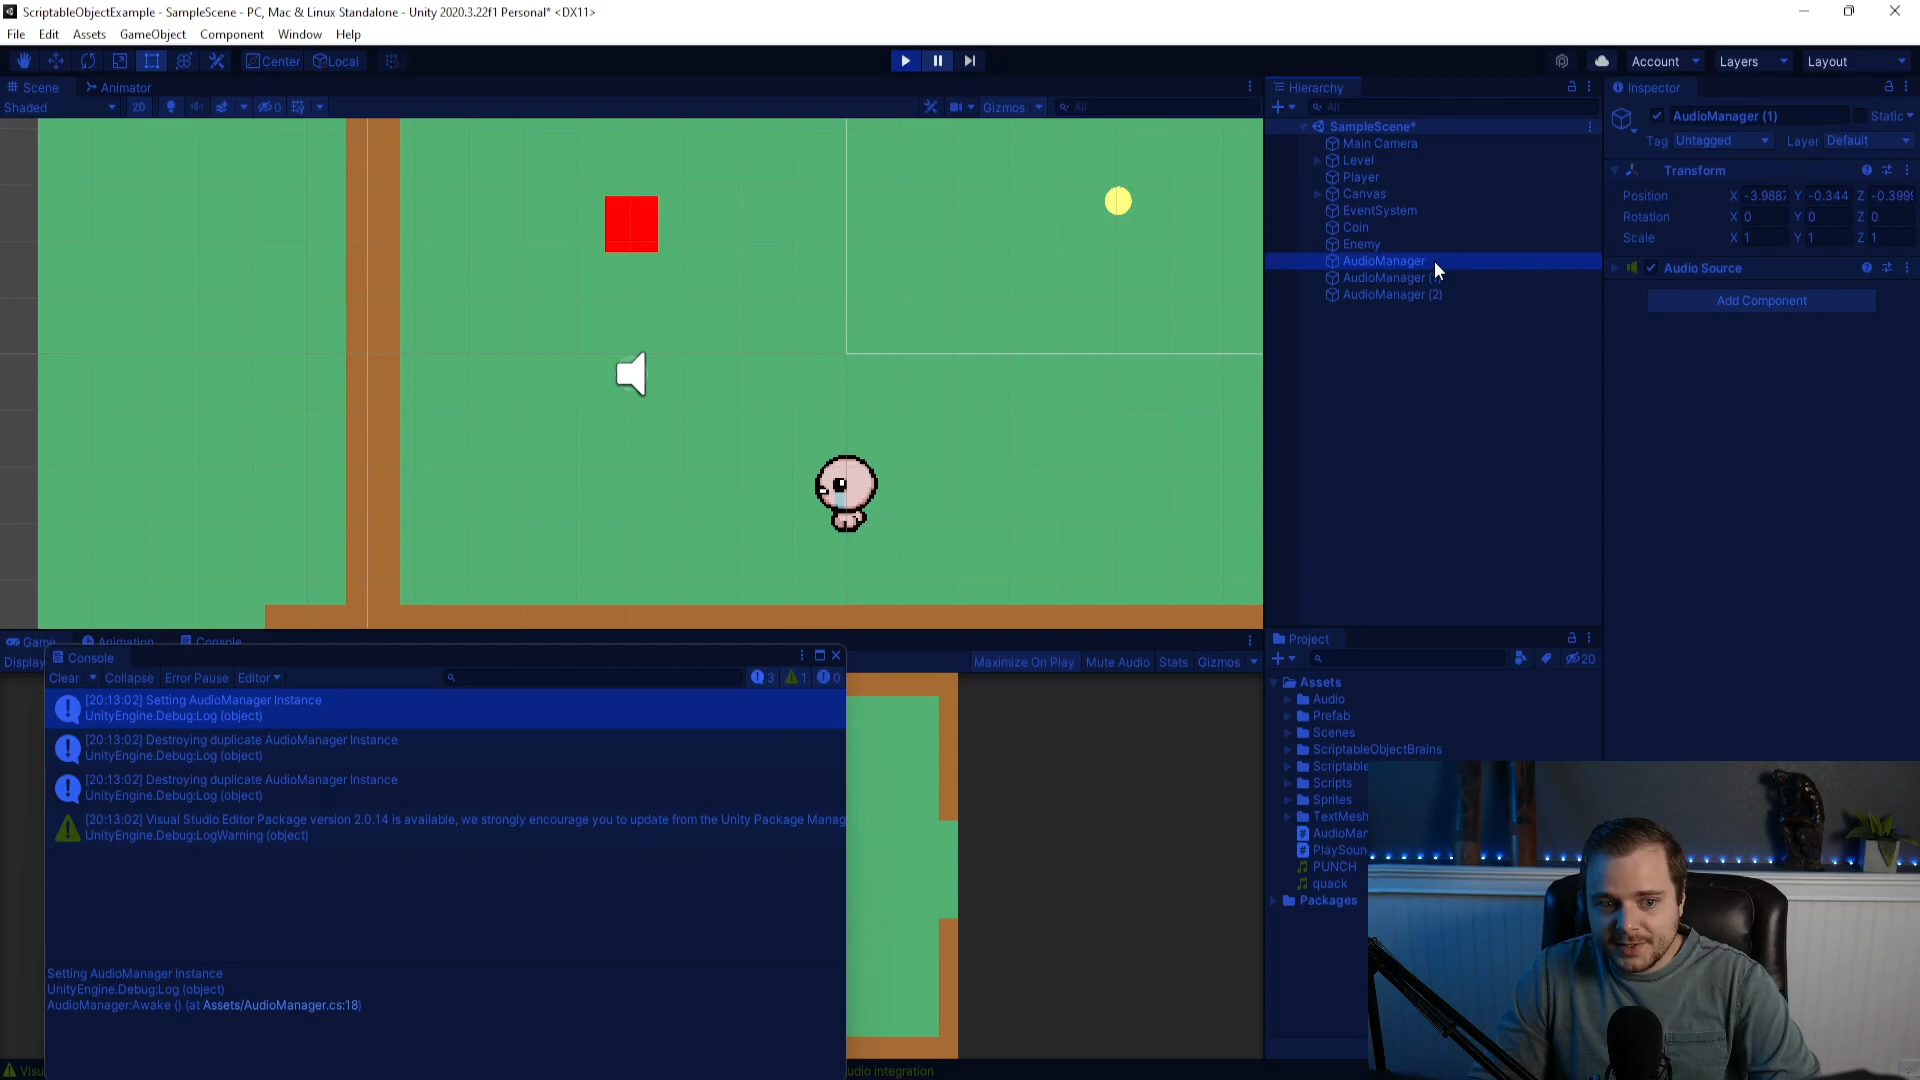 ScriptableObjectExample - SampleScene - PC, Mac & Linux Standalone - Unity 2020.3.22f1 Personal* <DX11>
File Edit Assets GameObject Component Window Help
Center Local
Account Layers Layout
Scene Animator
Shaded 2D 0 Gizmos All
Hierarchy
All
SampleScene*
Main Camera
Level
Player
Canvas
EventSystem
Coin
Enemy
AudioManager
AudioManager
AudioManager (2)
Inspector
AudioManager (1) Static
Tag Untagged Layer Default
Transform
Position X -3.9887 Y -0.344 Z -0.399
Rotation X 0 Y 0 Z 0
Scale X 1 Y 1 Z 1
Audio Source
Add Component
Game Animation Console
Display
Maximize On Play Mute Audio Stats Gizmos
Console
Clear Collapse Error Pause Editor 3 1 0
[20:13:02] Setting AudioManager Instance
UnityEngine.Debug:Log (object)
[20:13:02] Destroying duplicate AudioManager Instance
UnityEngine.Debug:Log (object)
[20:13:02] Destroying duplicate AudioManager Instance
UnityEngine.Debug:Log (object)
[20:13:02] Visual Studio Editor Package version 2.0.14 is available, we strongly encourage you to update from the Unity Package Manag
UnityEngine.Debug:LogWarning (object)
Setting AudioManager Instance
UnityEngine.Debug:Log (object)
AudioManager:Awake () (at Assets/AudioManager.cs:18)
Visu
udio integration
Project
20
Assets
Audio
Prefab
Scenes
ScriptableObjectBrains
Scriptable
Scripts
Sprites
TextMesh
AudioMan
PlaySoun
PUNCH
quack
Packages